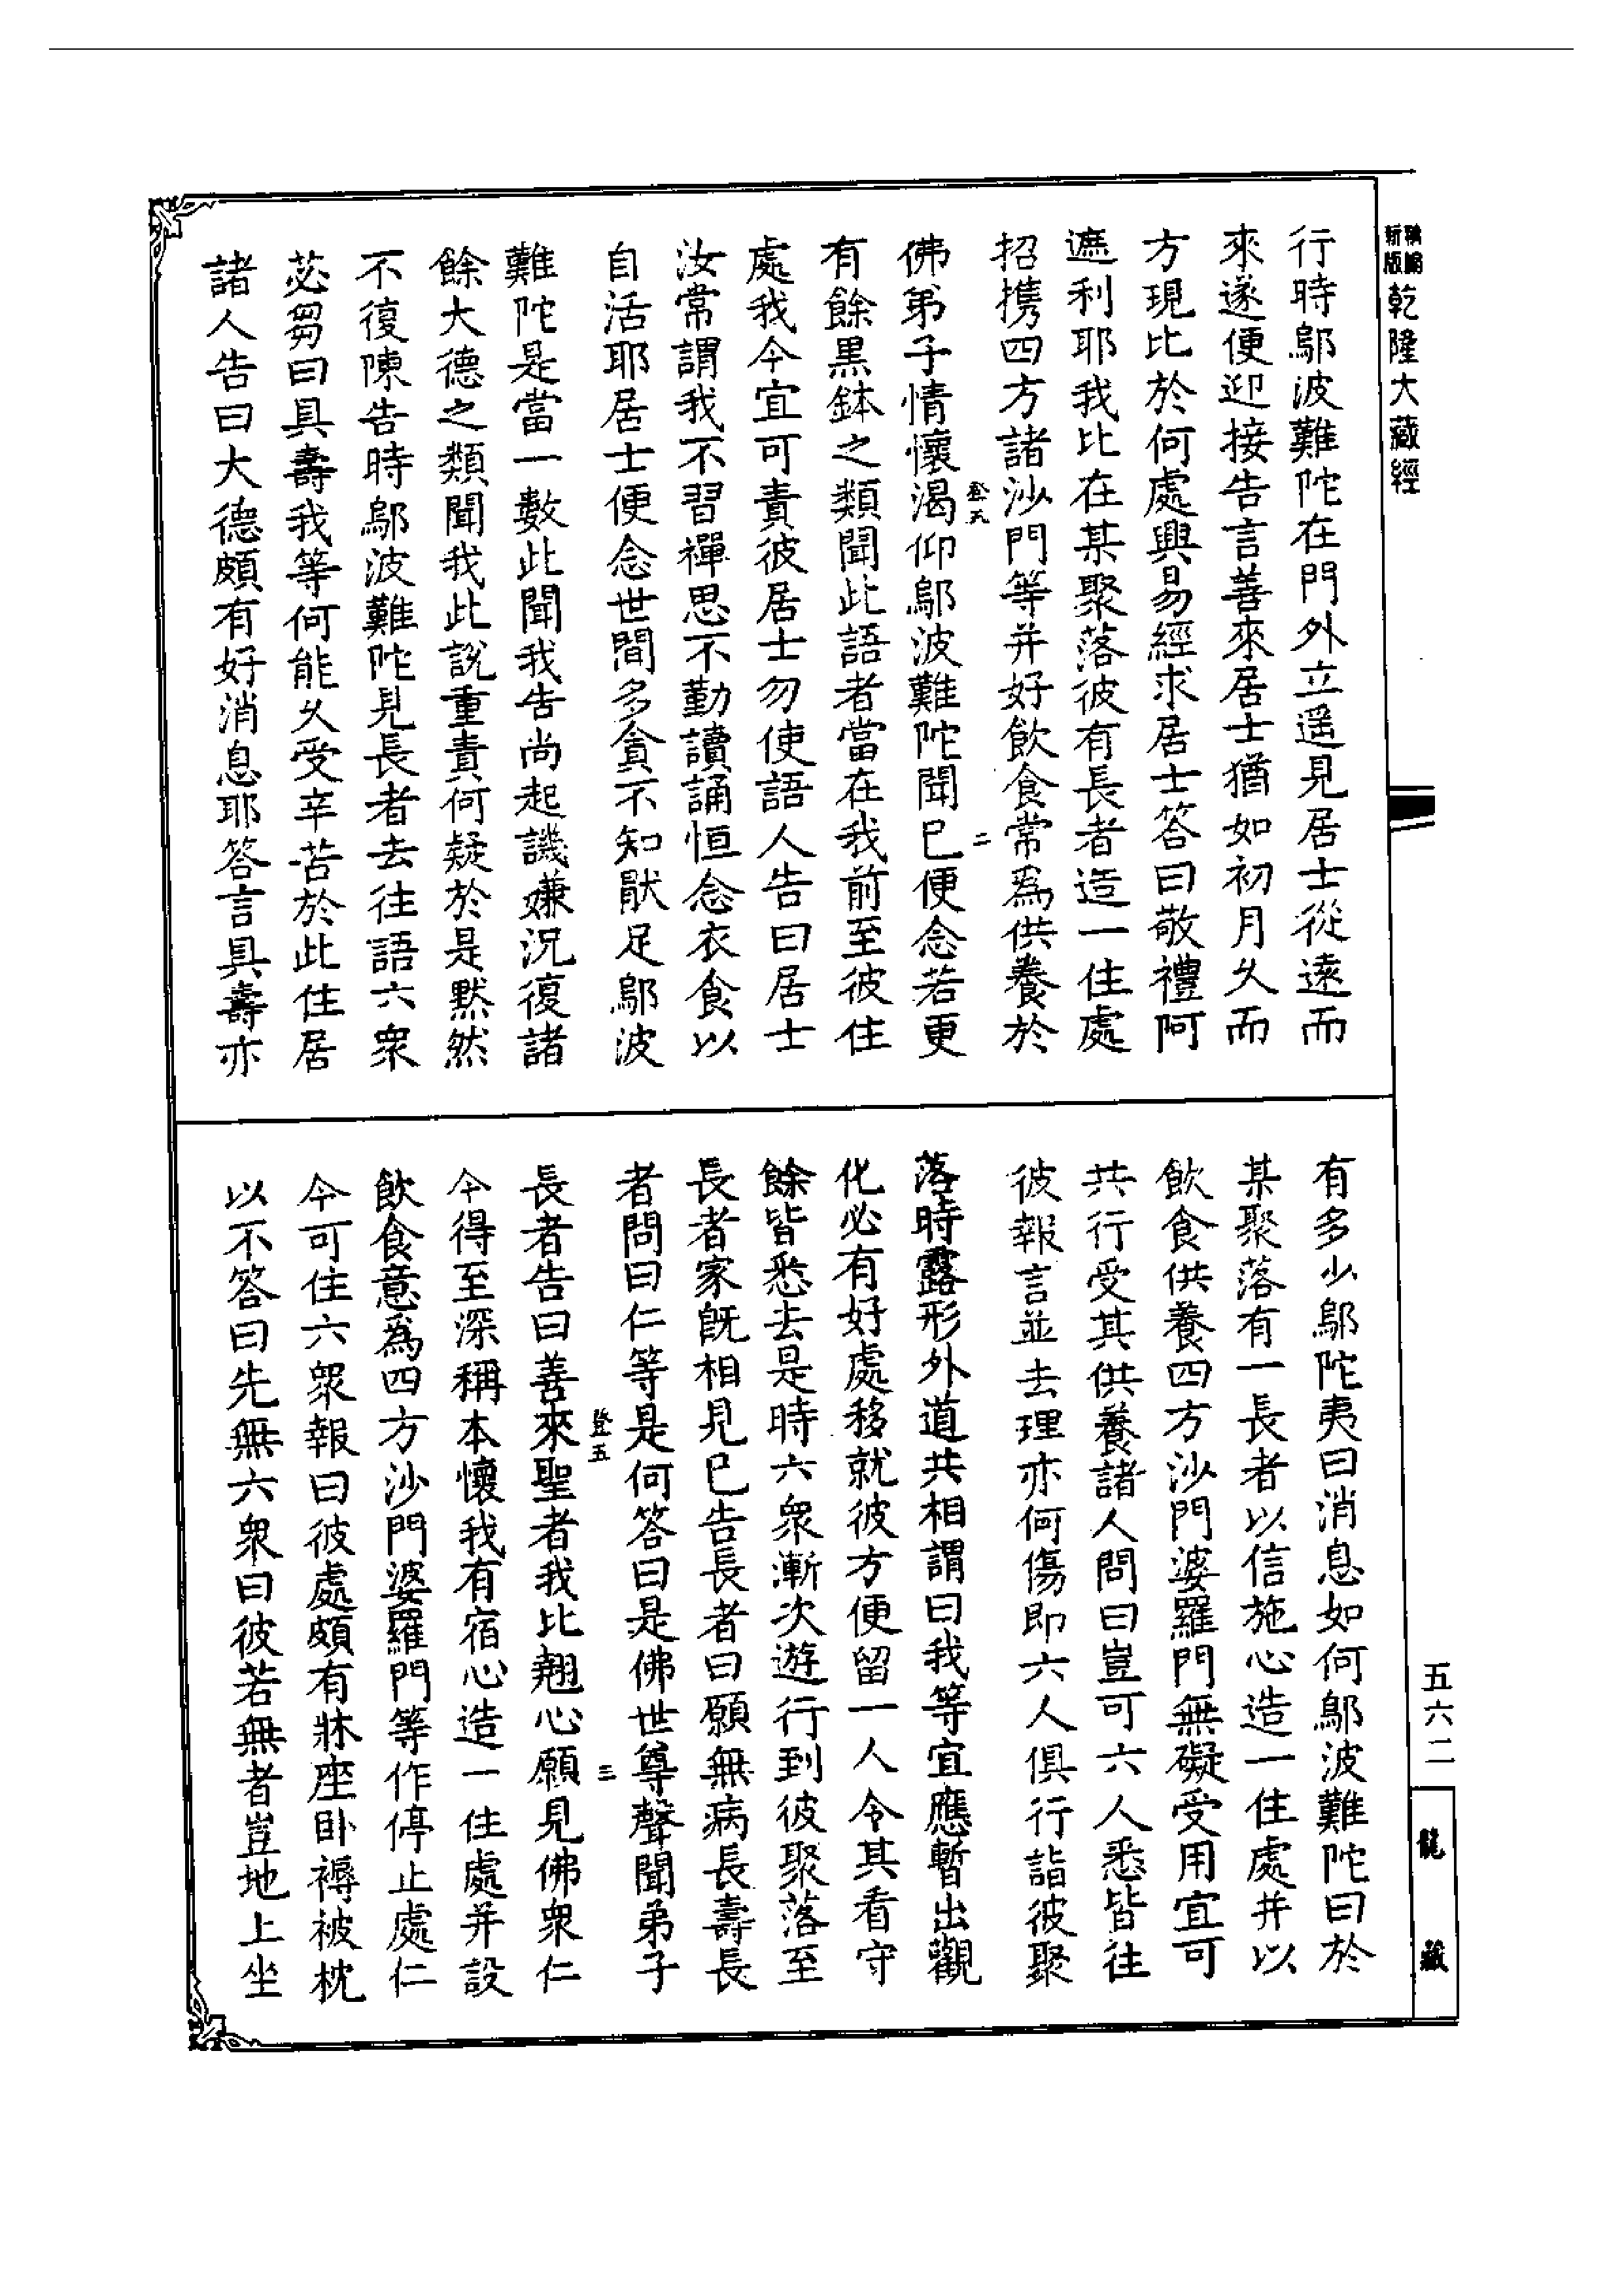 新版
乾隆大藏經
行時鄔波難陀在門外立遥見居士從遠而
來遂便迎接告言善來居士猶如初月乆而
方現比於何處興易經求居士答曰敬禮阿
遮利耶我比在某聚落彼有長者造一住處
招携四方諸沙門等并好飲食常爲供養於
二
佛弟子情懷渴仰鄔波難陀聞已便念若更
有餘黒鉢之類聞此語者當在我前至彼住
處我今宜可責彼居士勿使語人告曰居士
汝常謂我不習禪思不勤讀誦恒念衣食以
自活耶居士便念世間多貪不知猒足鄔波
難陀是當一數此聞我告尚起譏嫌況復諸
餘大德之類聞我此說重責何疑於是黙然
不復陳告時鄔波難陀見長者去往語六衆
苾芻曰具壽我等何能乆受辛苦於此住居
諸人告曰大德頗有好消息耶答言具壽亦
有多少鄔陀夷曰消息如何鄔波難陀曰於
某聚落有一長者以信施心造一住處并以
飲食供養四方沙門婆羅門無礙受用宜可
共行受其供養諸人問曰豈可六人悉皆往
彼報言並去理亦何傷即六人俱行詣彼聚
落時露形外道共相謂曰我等宜應暫出觀
化必有好處移就彼方便留一人令其看守
餘皆悉去是時六衆漸次遊行到彼聚落至
長者家既相見已告長者曰願無病長壽長
者問曰仁等是何答曰是佛世尊聲聞弟子
登五
三
長者告曰善來聖者我比翹心願見佛衆仁
今得至深稱本懷我有宿心造一住處并設
飲食意爲四方沙門婆羅門等作停止處仁
今可住六衆報曰彼處頗有牀座卧褥被枕
以不答曰先無六衆曰彼若無者豈地上坐
五六二
龍藏